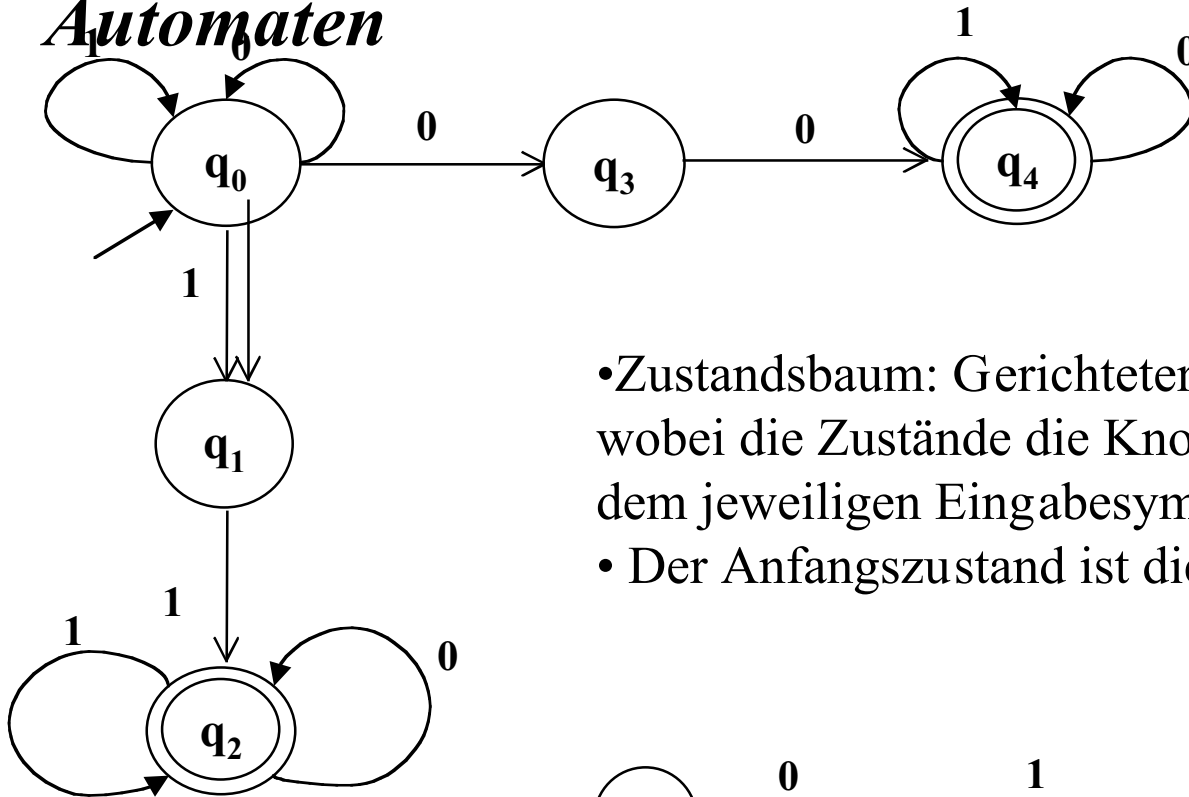 Automaten
1 0 1 0
0 0
q0 q3 q4
1
•Zustandsbaum: Gerichteter
wobei die Zustände die Kno
q1
dem jeweiligen Eingabesym
• Der Anfangszustand ist die
1
1 0
q2
0 1